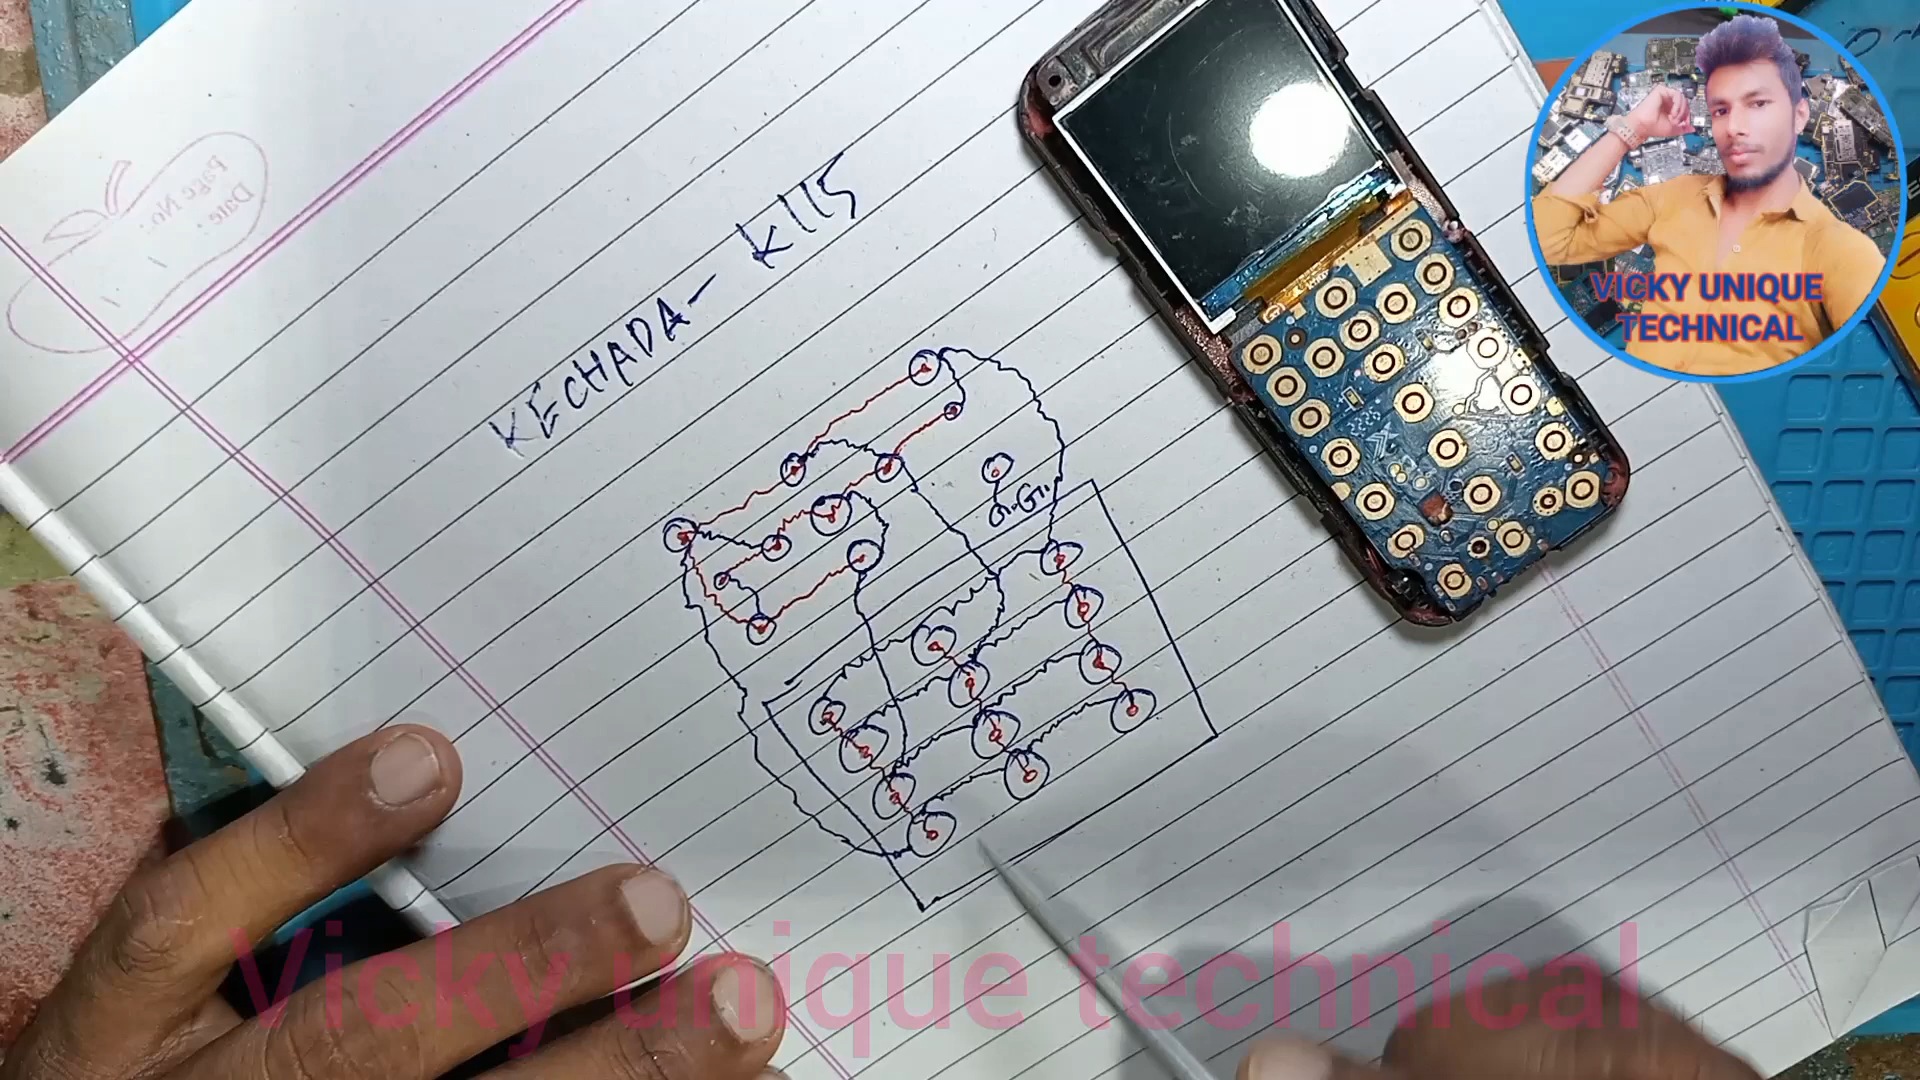 KECHADA- K115
VICKY UNIQUE
TECHNICAL
Page No.
Date:
Vicky unique technical